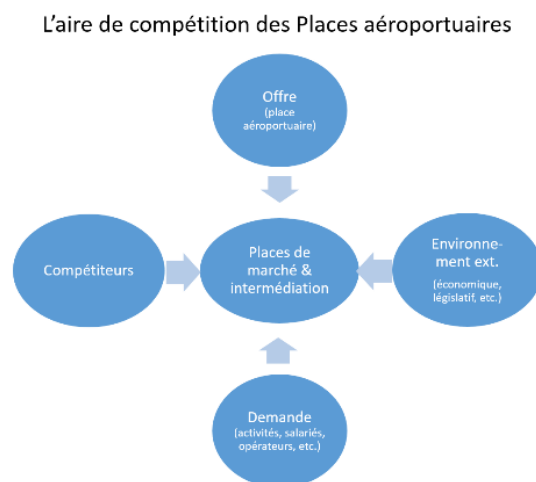 L'aire de compétition des Places aéroportuaires
Offre
(place
aéroportuaire)
Compétiteurs
Places de
marché &
intermédiation
Environne-
ment ext.
(économique,
législatif, etc.)
Demande
(activités, salariés,
opérateurs, etc.)